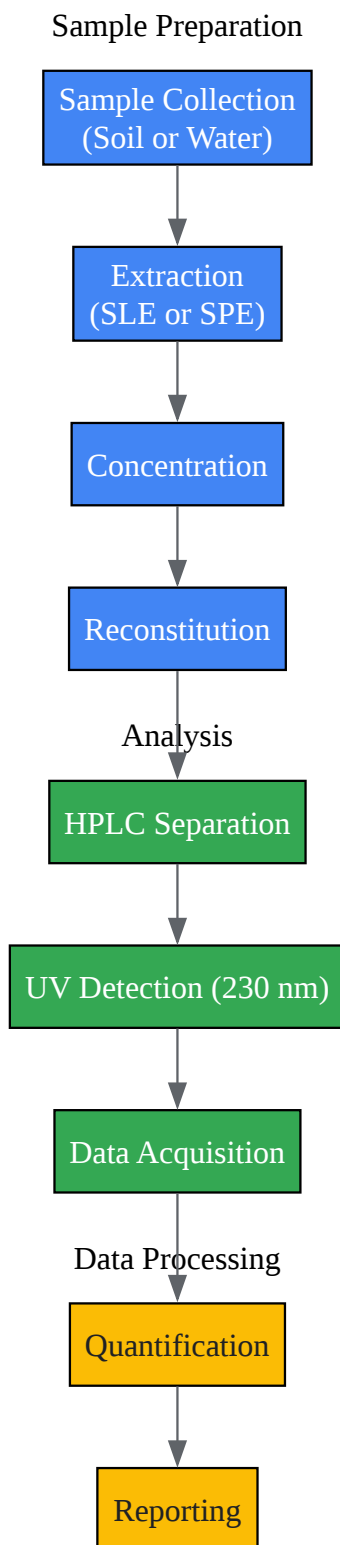 Sample Preparation
Sample Collection
(Soil or Water)
Extraction
(SLE or SPE)
Concentration
Reconstitution
Analysis
HPLC Separation
UV Detection (230 nm)
Data Acquisition
Data Processing
Quantification
Reporting